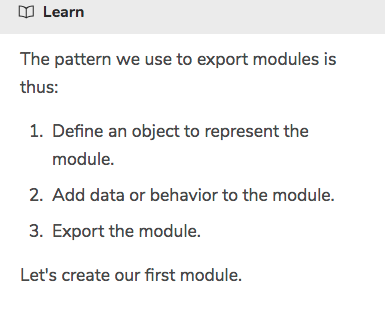 Learn
The pattern we use to export modules is
thus:
1. Define an object to represent the
module.
2. Add data or behavior to the module.
3. Export the module.
Let's create our first module.